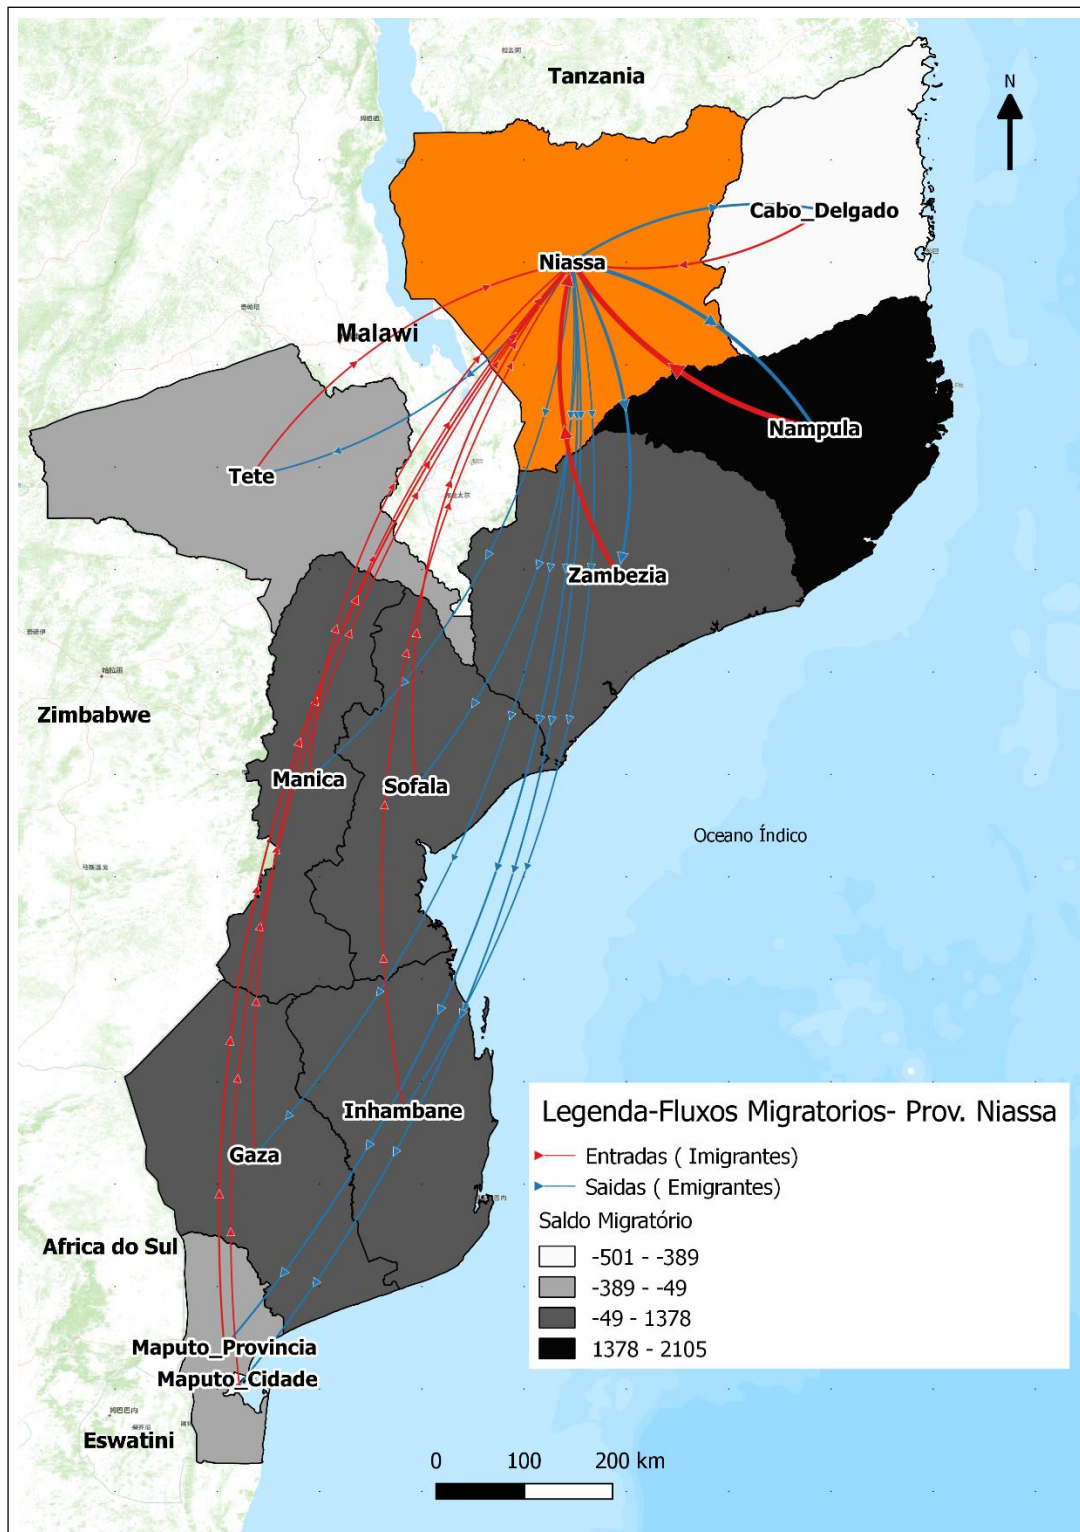 Tanzania
N
Cabo_Delgado
Niassa
Malawi
Nampula
Tete
Zambezia
Zimbabwe
Manica
Sofala
Oceano Índico
Inhambane
Gaza
Africa do Sul
Maputo_Provincia
Maputo_Cidade
Eswatini
Legenda-Fluxos Migratorios- Prov. Niassa
Entradas ( Imigrantes)
Saidas ( Emigrantes)
Saldo Migratório
-501 - -389
-389 - -49
-49 - 1378
1378 - 2105
0 100 200 km